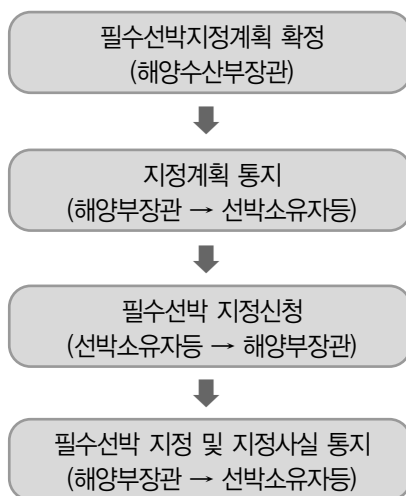 필수선박지정계획 확정
(해양수산부장관)
지정계획 통지
(해양부장관 → 선박소유자등)
필수선박 지정신청
(선박소유자등 → 해양부장관)
필수선박 지정 및 지정사실 통지
(해양부장관 → 선박소유자등)